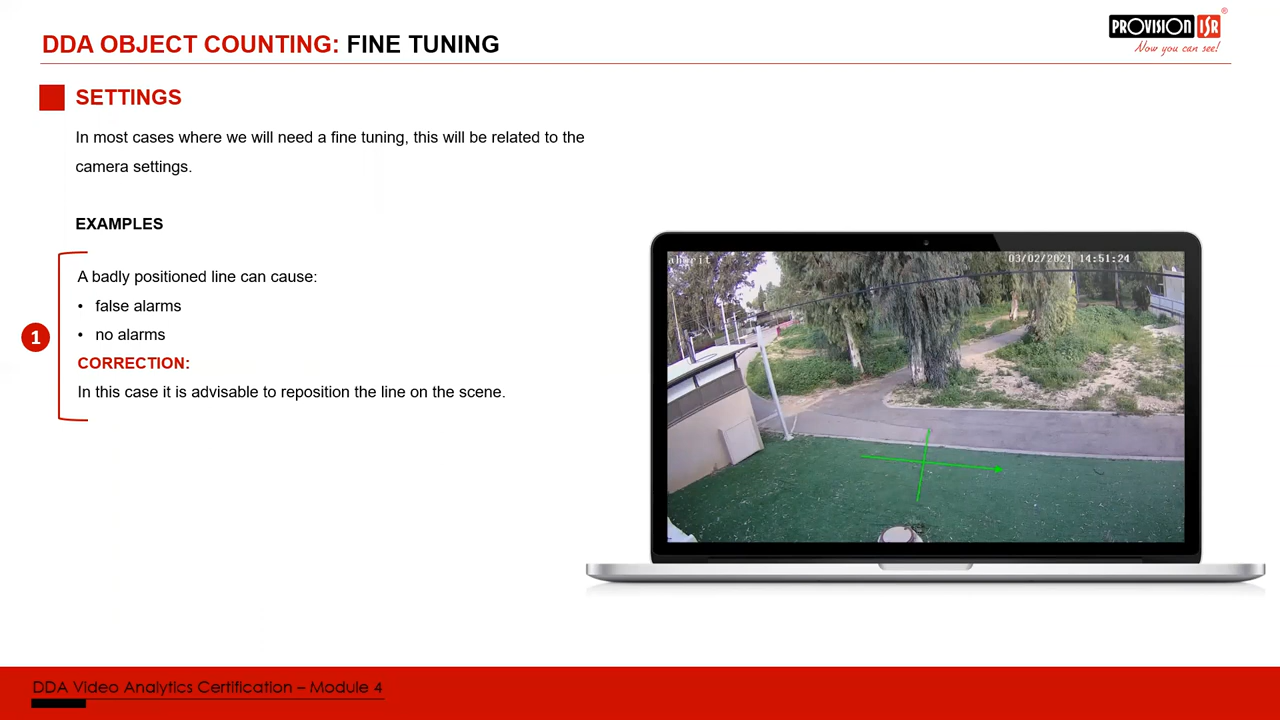 DDA OBJECT COUNTING: FINE TUNING
PROVISION ISR®
Now you can see!
SETTINGS
In most cases where we will need a fine tuning, this will be related to the
camera settings.
EXAMPLES
A badly positioned line can cause:
• false alarms
• no alarms
1
CORRECTION:
In this case it is advisable to reposition the line on the scene.
03/02/2021 14:51:24
DDA Video Analytics Certification – Module 4